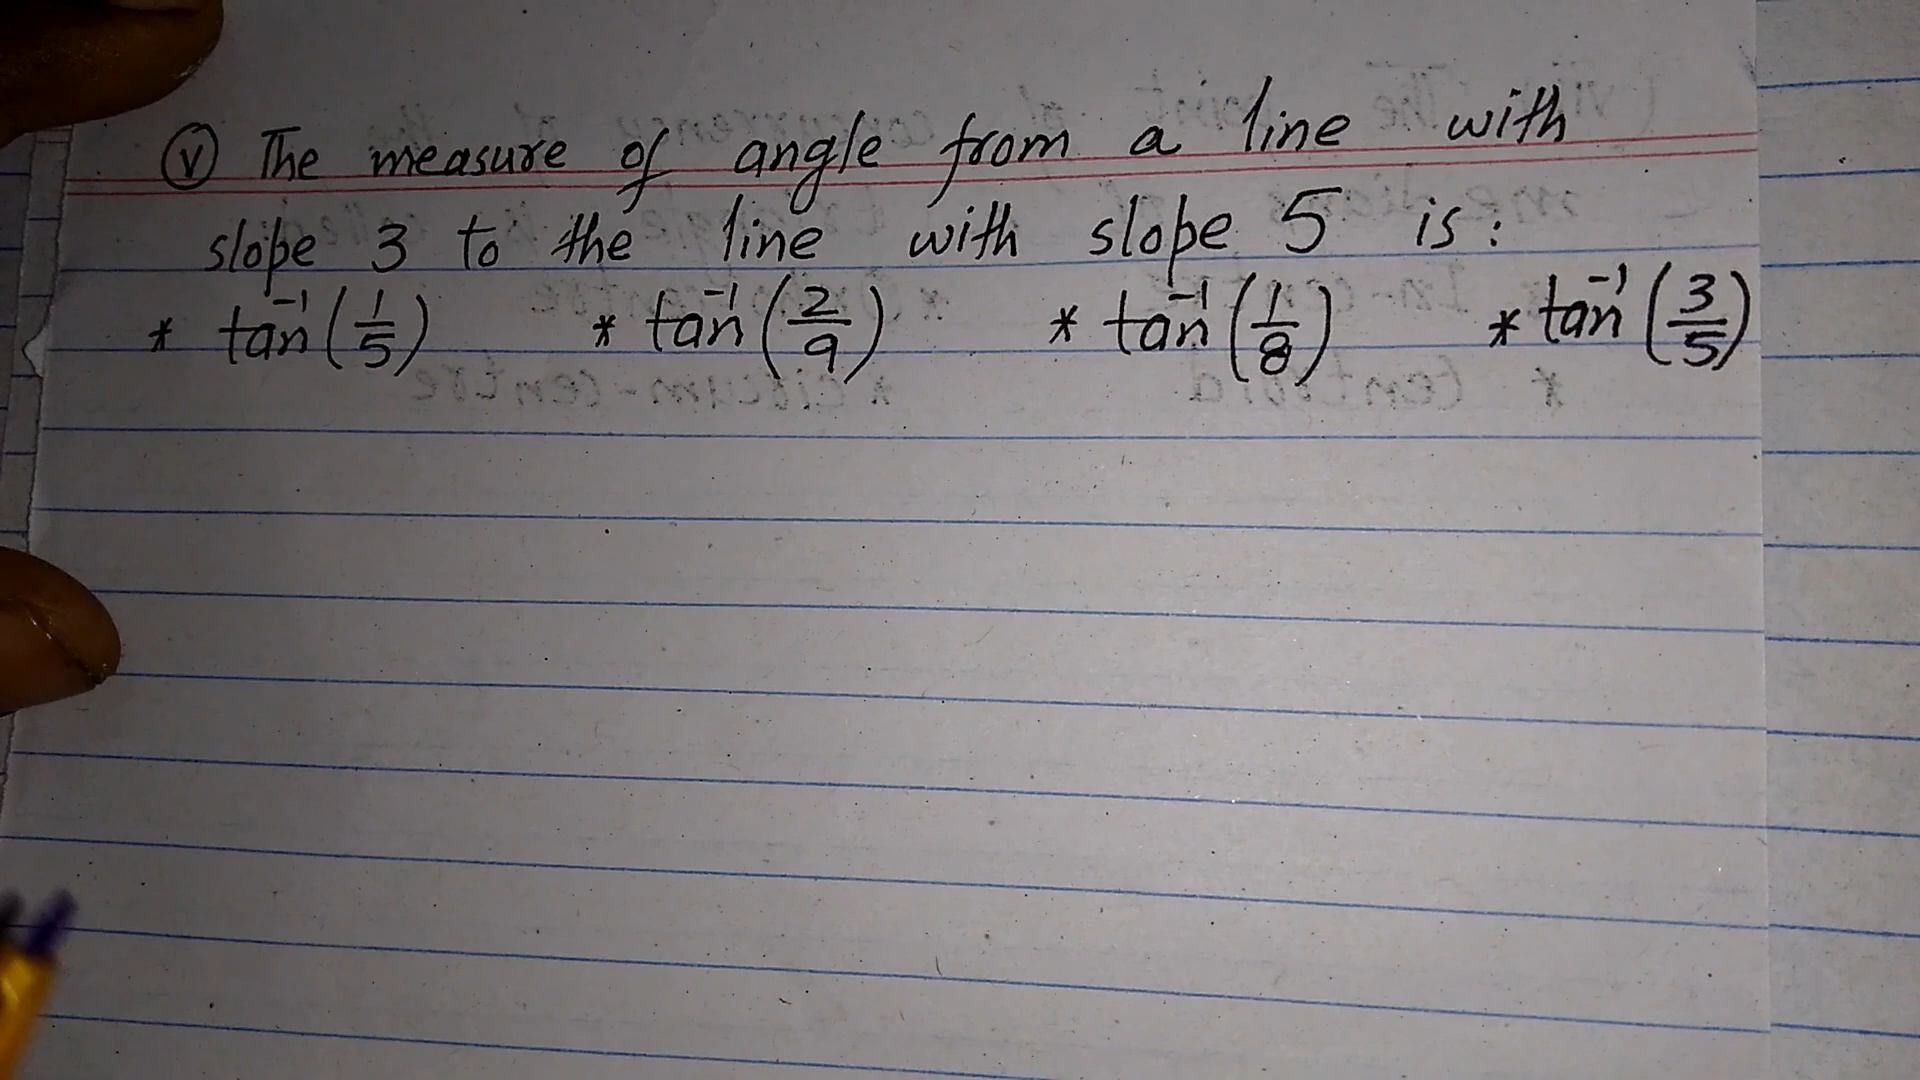 (v) The measure of angle from a line with
slope 3 to the line with slope 5 is:
* tan⁻¹(1/5) * tan⁻¹(2/9) * tan⁻¹(1/8) * tan⁻¹(3/5)